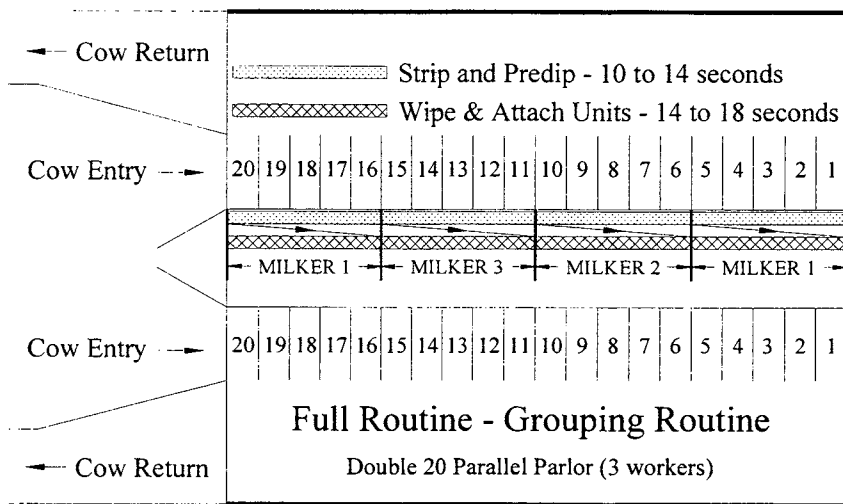 Cow Return
Strip and Predip - 10 to 14 seconds
Wipe & Attach Units - 14 to 18 seconds
Cow Entry
20 19 18 17 16 15 14 13 12 11 10 9 8 7 6 5 4 3 2 1
MILKER 1 MILKER 3 MILKER 2 MILKER 1
Cow Entry
20 19 18 17 16 15 14 13 12 11 10 9 8 7 6 5 4 3 2 1
Full Routine - Grouping Routine
Cow Return
Double 20 Parallel Parlor (3 workers)